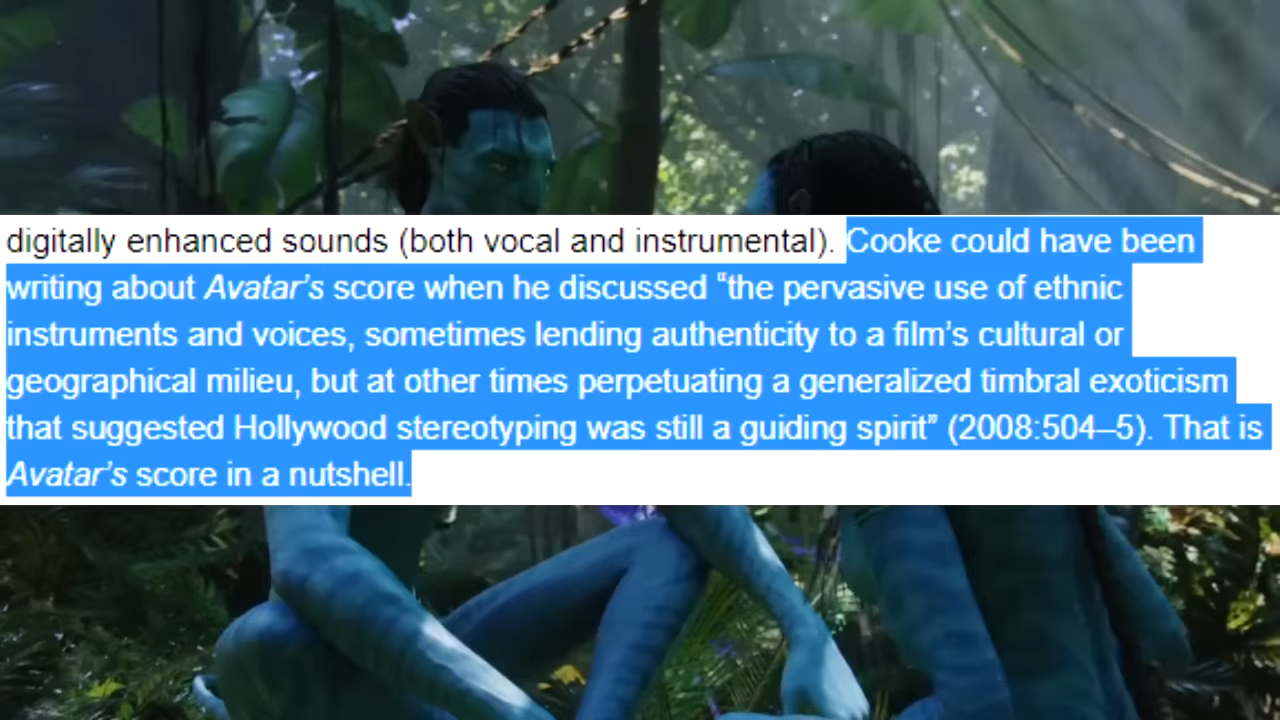 digitally enhanced sounds (both vocal and instrumental). Cooke could have been
writing about Avatar’s score when he discussed “the pervasive use of ethnic
instruments and voices, sometimes lending authenticity to a film’s cultural or
geographical milieu, but at other times perpetuating a generalized timbral exoticism
that suggested Hollywood stereotyping was still a guiding spirit” (2008:504–5). That is
Avatar’s score in a nutshell.